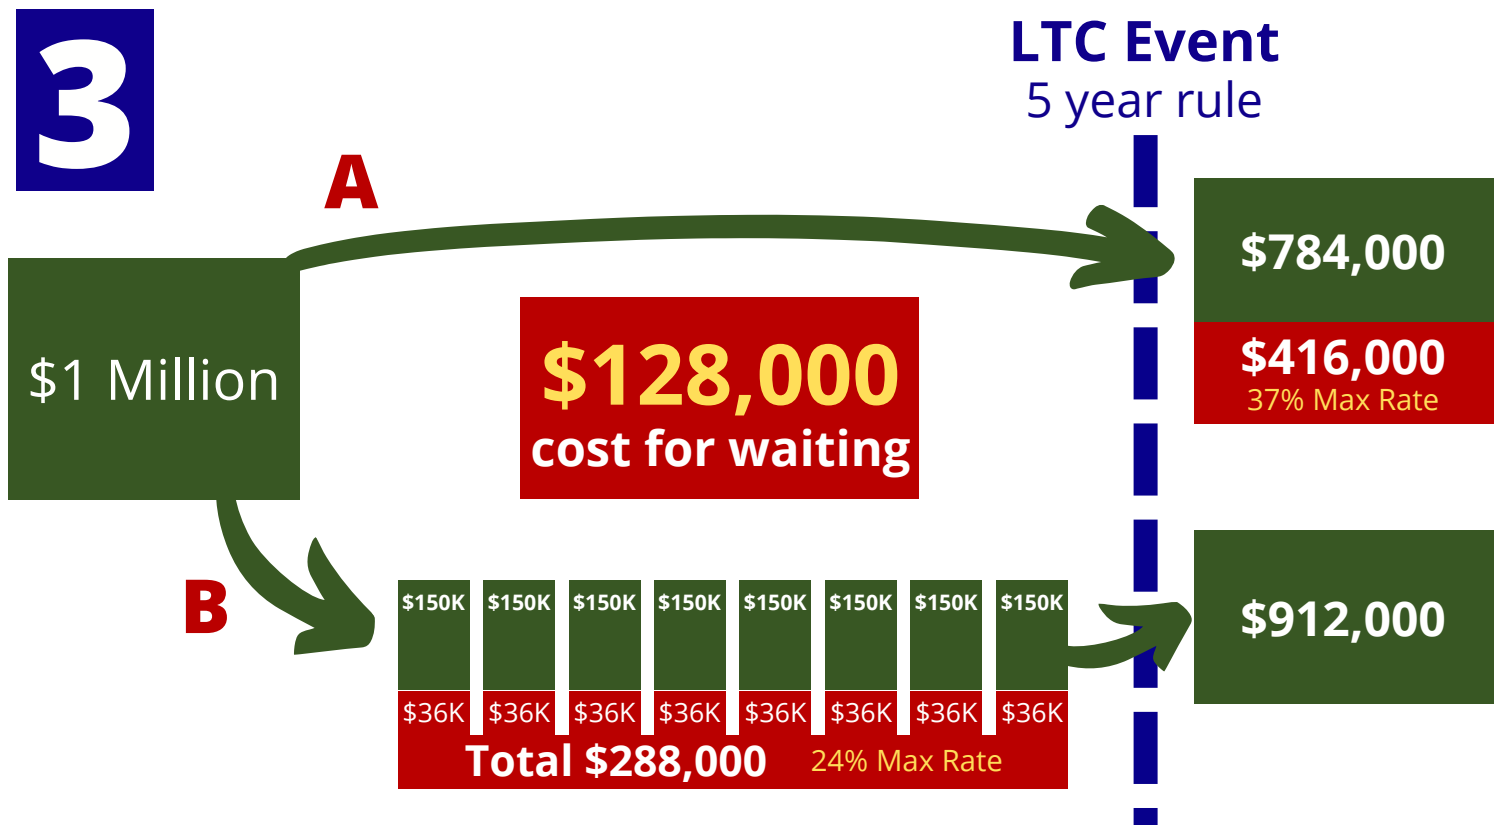 3
LTC Event
5 year rule
A
$784,000
$1 Million
$128,000
cost for waiting
$416,000
37% Max Rate
B
$150K $150K $150K $150K $150K $150K $150K $150K
$912,000
$36K $36K $36K $36K $36K $36K $36K $36K
Total $288,000 24% Max Rate